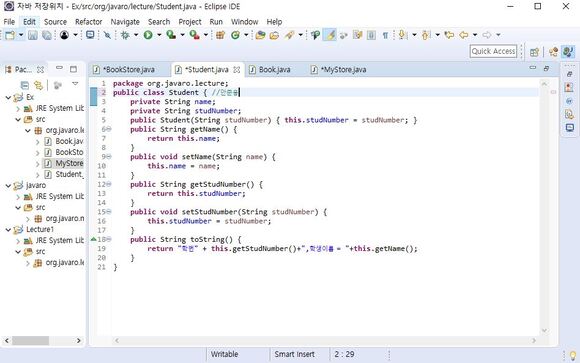 자바 저장위치 - Ex/src/org/javaro/lecture/Student.java - Eclipse IDE
File Edit Source Refactor Navigate Search Project Run Window Help
Quick Access
Pac... *BookStore.java *Student.java Book.java *MyStore.java
Ex
JRE System Lib
src
org.javaro.le
Book.java
BookStore
MyStore
Student.
javaro
JRE System Lib
src
org.javaro.m
Lecture1
JRE System Lib
src
org.javaro.le
1 package org.javaro.lecture;
2 public class Student { //안준용
3 private String name;
4 private String studNumber;
5 public Student(String studNumber) { this.studNumber = studNumber; }
6 public String getName() {
7 return this.name;
8 }
9 public void setName(String name) {
10 this.name = name;
11 }
12 public String getStudNumber() {
13 return this.studNumber;
14 }
15 public void setStudNumber(String studNumber) {
16 this.studNumber = studNumber;
17 }
18 public String toString() {
19 return "학번" + this.getStudNumber()+",학생이름 = "+this.getName();
20 }
21 }
Writable Smart Insert 2 : 29